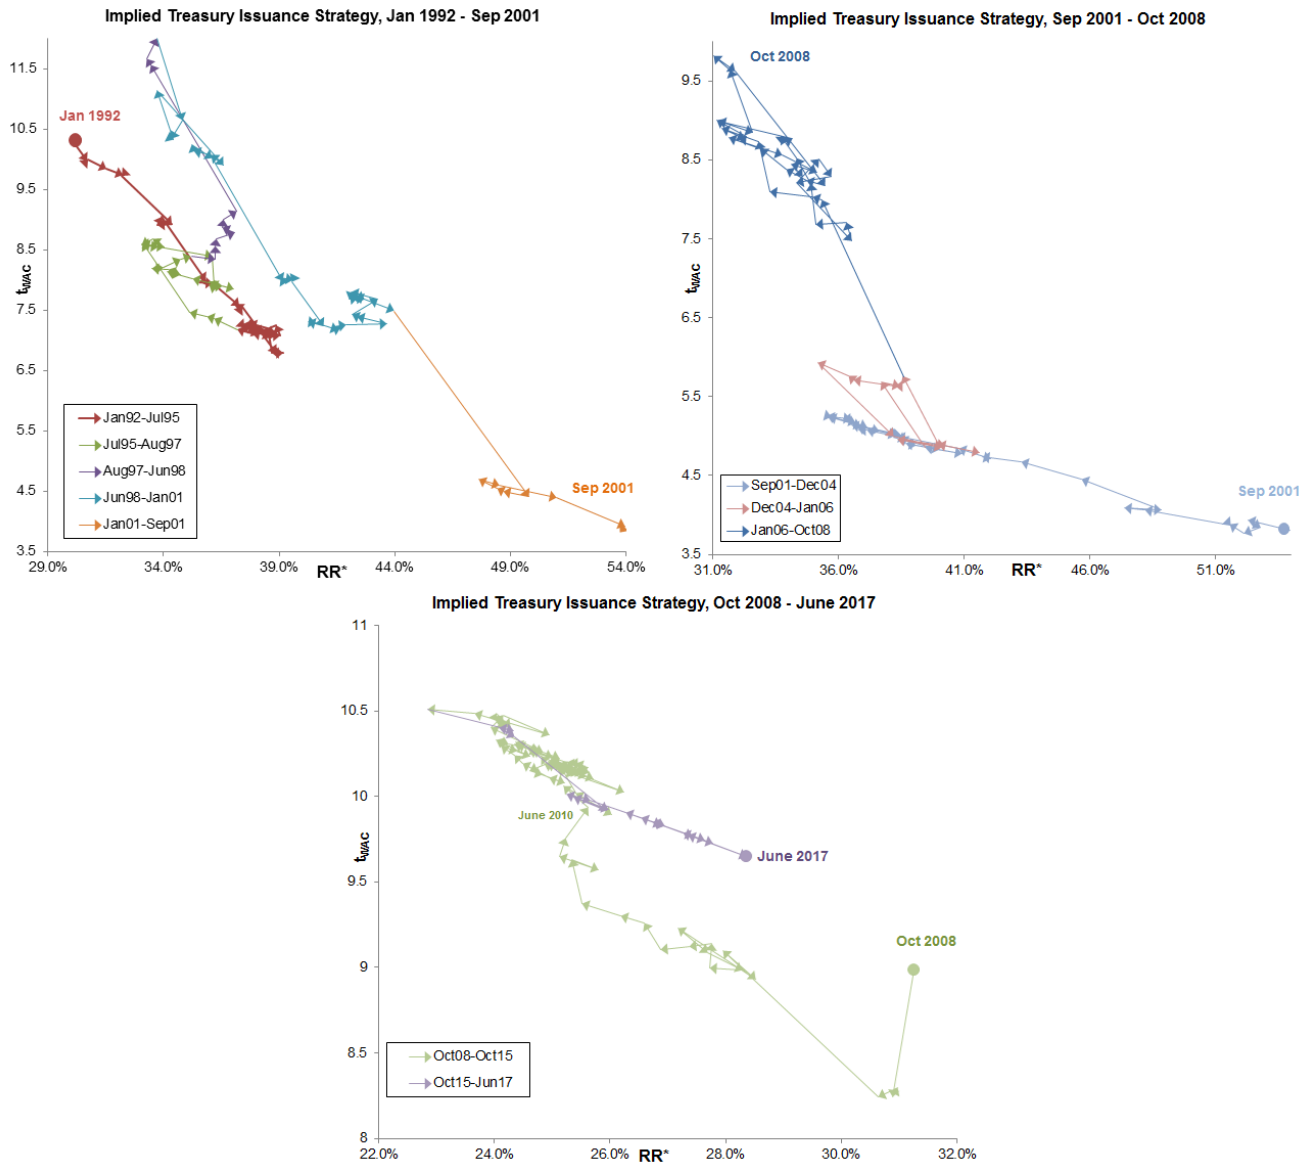 Implied Treasury Issuance Strategy, Jan 1992 - Sep 2001
11.5
10.5
9.5
8.5
7.5
6.5
5.5
4.5
3.5
tWAC
Jan 1992
Sep 2001
Jan92-Jul95
Jul95-Aug97
Aug97-Jun98
Jun98-Jan01
Jan01-Sep01
29.0%
34.0%
39.0%
44.0%
49.0%
54.0%
RR*
Implied Treasury Issuance Strategy, Sep 2001 - Oct 2008
9.5
8.5
7.5
6.5
5.5
4.5
3.5
tWAC
Oct 2008
Sep 2001
Sep01-Dec04
Dec04-Jan06
Jan06-Oct08
31.0%
36.0%
41.0%
46.0%
51.0%
RR*
Implied Treasury Issuance Strategy, Oct 2008 - June 2017
11
10.5
10
9.5
9
8.5
8
tWAC
June 2010
June 2017
Oct 2008
Oct08-Oct15
Oct15-Jun17
22.0%
24.0%
26.0%
28.0%
30.0%
32.0%
RR*